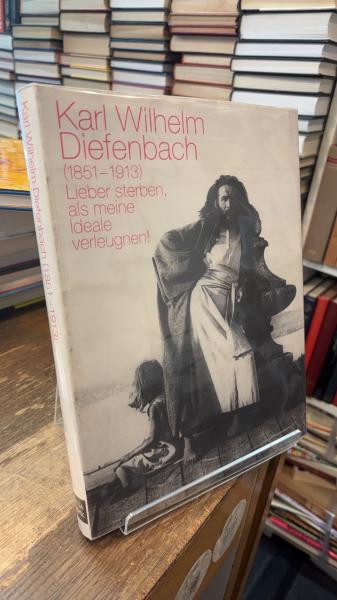 Karl Wilhelm
Diefenbach
(1851–1913)
Lieber sterben,
als meine
Ideale
verleugnen!
Karl Wilhelm Diefenbach (1851–1913)